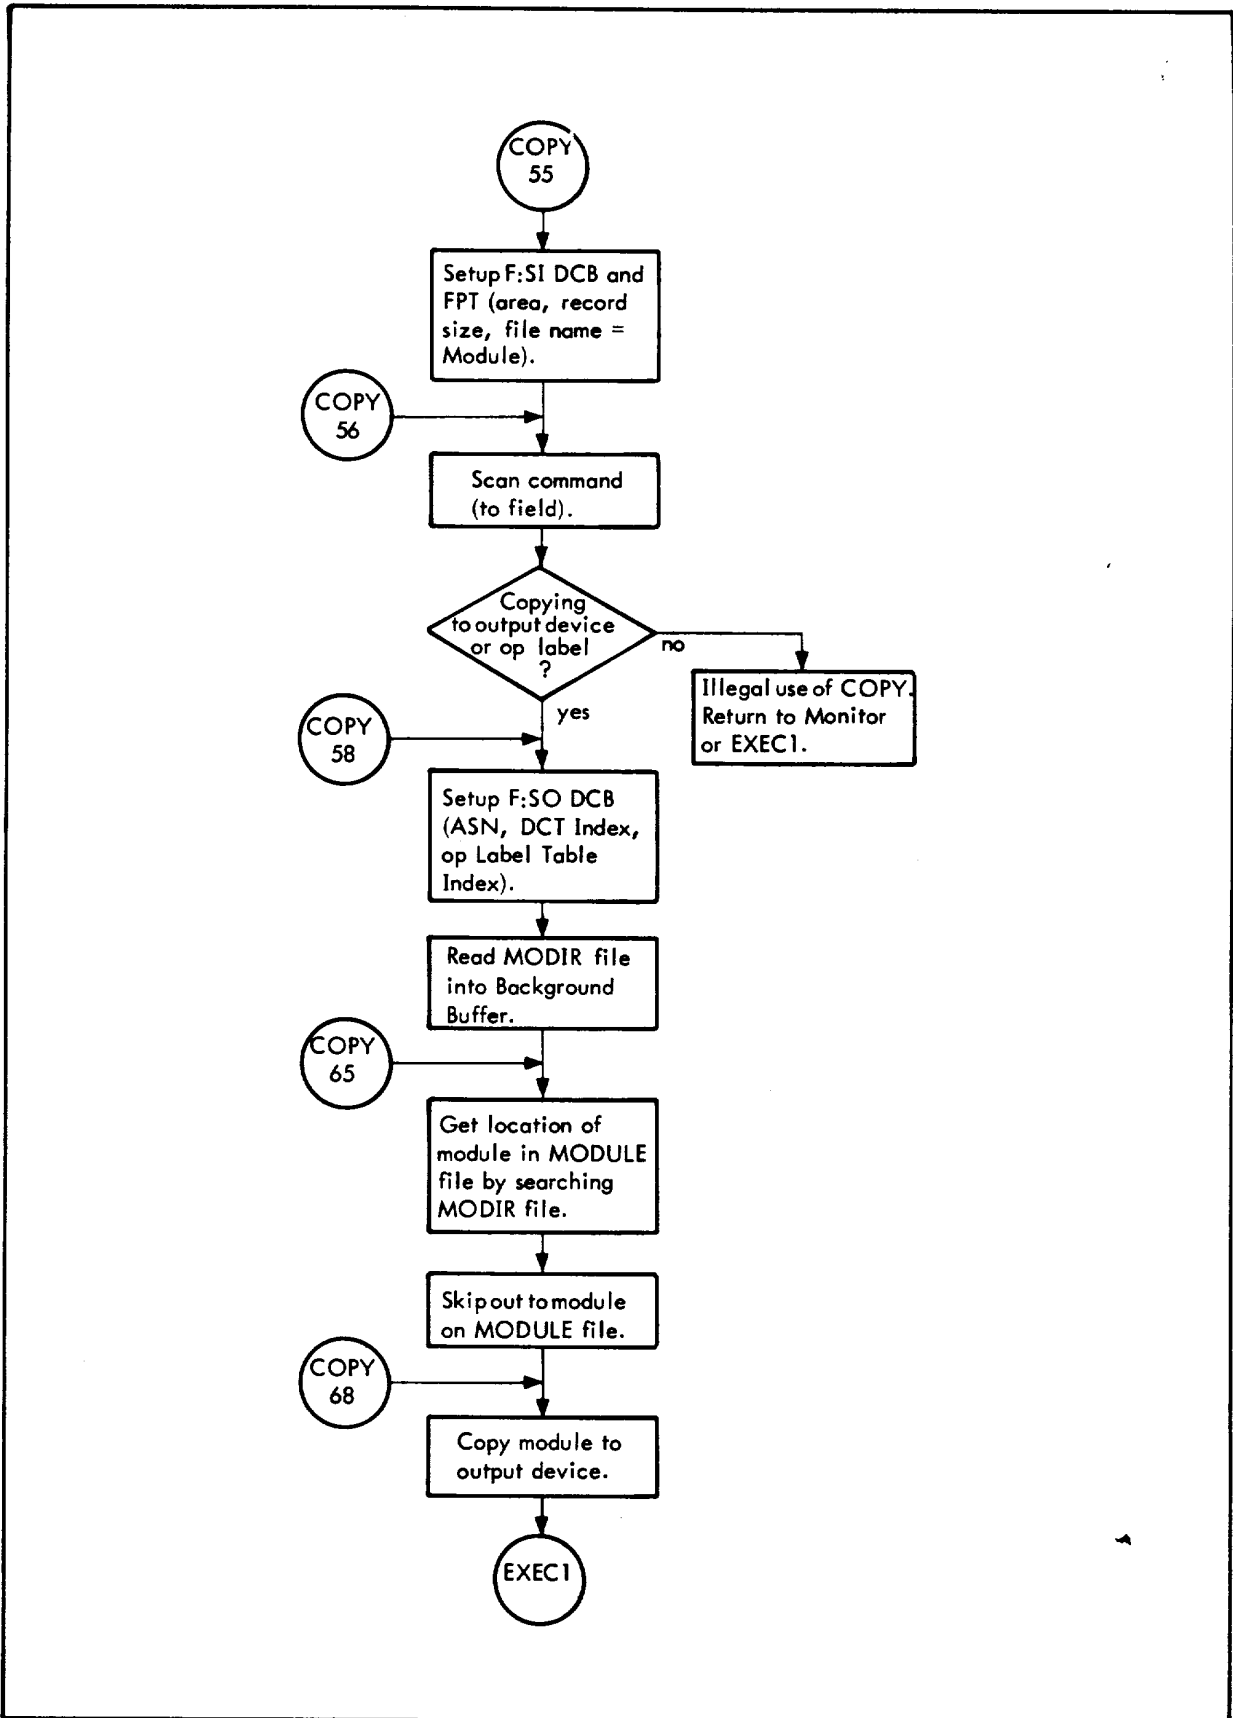 COPY
55
Setup F:SI DCB and
FPT (area, record
size, file name =
Module).
COPY
56
Scan command
(to field).
Copying
to output device
or op label
?
no
Illegal use of COPY.
Return to Monitor
or EXEC1.
yes
COPY
58
Setup F:SO DCB
(ASN, DCT Index,
op Label Table
Index).
Read MODIR file
into Background
Buffer.
COPY
65
Get location of
module in MODULE
file by searching
MODIR file.
Skip out to module
on MODULE file.
COPY
68
Copy module to
output device.
EXEC1